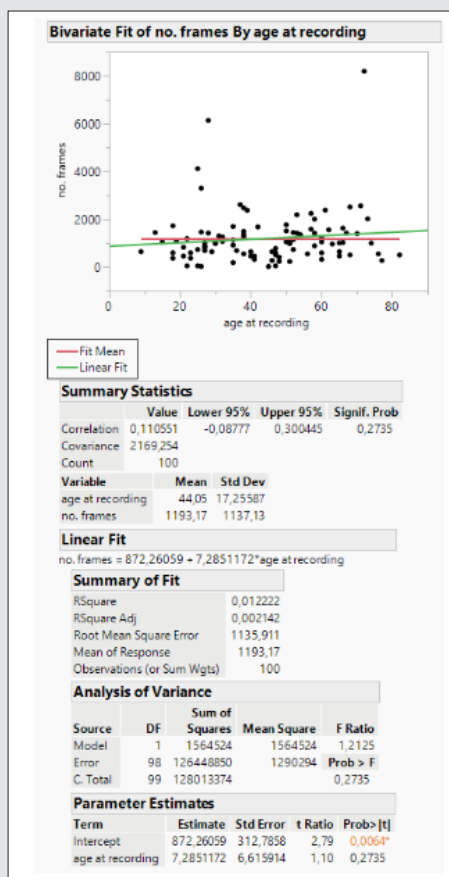 Bivariate Fit of no. frames By age at recording
8000
6000
4000
2000
0
no. frames
0 20 40 60 80
age at recording
Fit Mean
Linear Fit
Summary Statistics
Value Lower 95% Upper 95% Signif. Prob
Correlation 0,110551 -0,08777 0,300445 0,2735
Covariance 2169,254
Count 100
Variable Mean Std Dev
age at recording 44,05 17,25587
no. frames 1193,17 1137,13
Linear Fit
no. frames = 872,26059 + 7,2851172*age at recording
Summary of Fit
RSquare 0,012222
RSquare Adj 0,002142
Root Mean Square Error 1135,911
Mean of Response 1193,17
Observations (or Sum Wgts) 100
Analysis of Variance
Sum of
Source DF Squares Mean Square F Ratio
Model 1 1564524 1564524 1,2125
Error 98 126448850 1290294 Prob > F
C. Total 99 128013374 0,2735
Parameter Estimates
Term Estimate Std Error t Ratio Prob>|t|
Intercept 872,26059 312,7858 2,79 0,0064*
age at recording 7,2851172 6,615914 1,10 0,2735